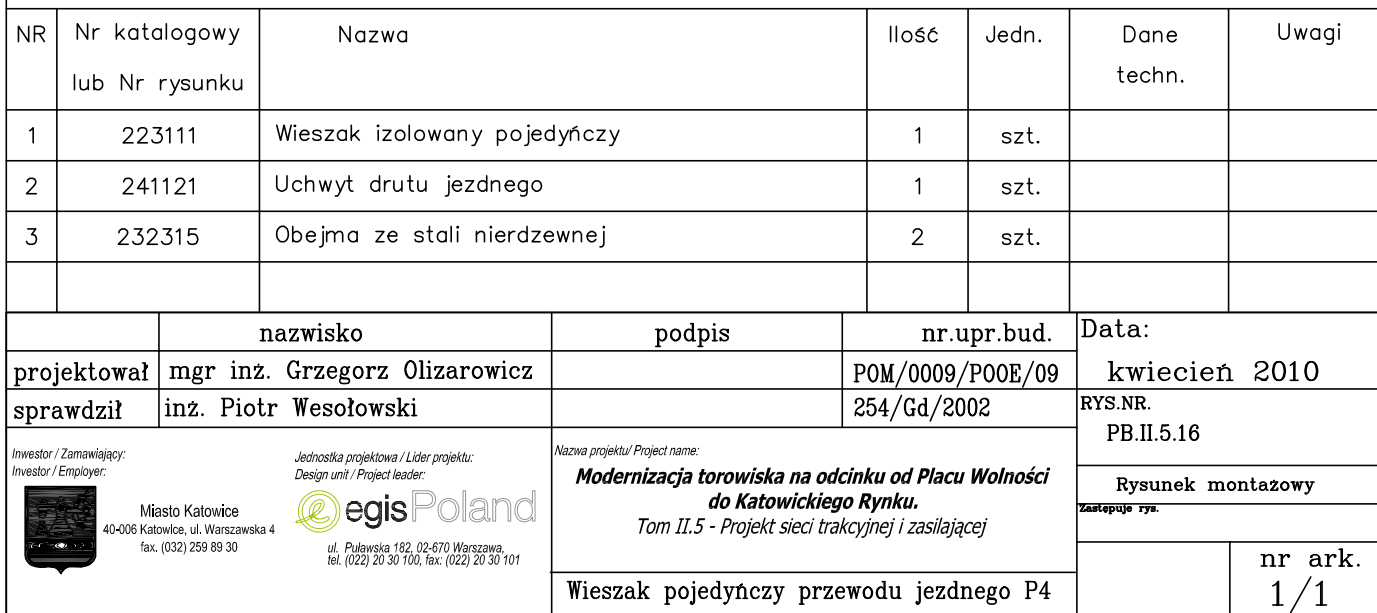 NR Nr katalogowy Nazwa Ilość Jedn. Dane Uwagi
lub Nr rysunku techn.
1 223111 Wieszak izolowany pojedyńczy 1 szt.
2 241121 Uchwyt drutu jezdnego 1 szt.
3 232315 Obejma ze stali nierdzewnej 2 szt.
nazwisko podpis nr.upr.bud. Data:
projektował mgr inż. Grzegorz Olizarowicz POM/0009/POOE/09 kwiecień 2010
sprawdził inż. Piotr Wesołowski 254/Gd/2002 RYS.NR.
PB.II.5.16
Investor / Zamawiający:
Investor / Employer:
Miasto Katowice
40-006 Katowice, ul. Warszawska 4
fax. (032) 259 89 30
Jednostka projektowa / Lider projektu:
Design unit / Project leader:
egis Poland
ul. Puławska 182, 02-670 Warszawa,
tel. (022) 20 30 100, fax: (022) 20 30 101
Nazwa projektu/ Project name:
Modernizacja torowiska na odcinku od Placu Wolności
do Katowickiego Rynku.
Tom II.5 - Projekt sieci trakcyjnej i zasilającej
Wieszak pojedyńczy przewodu jezdnego P4
Rysunek montażowy
Zastępuje rys.
nr ark.
1/1